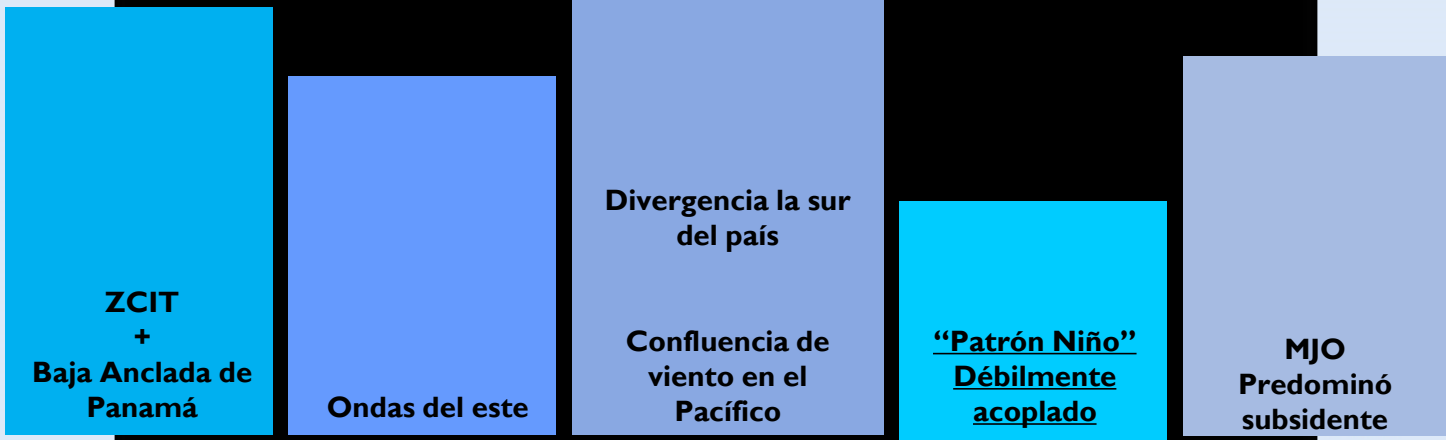 ZCIT
+
Baja Anclada de
Panamá
Ondas del este
Divergencia la sur
del país
Confluencia de
viento en el
Pacífico
“Patrón Niño”
Débilmente
acoplado
MJO
Predominó
subsidente